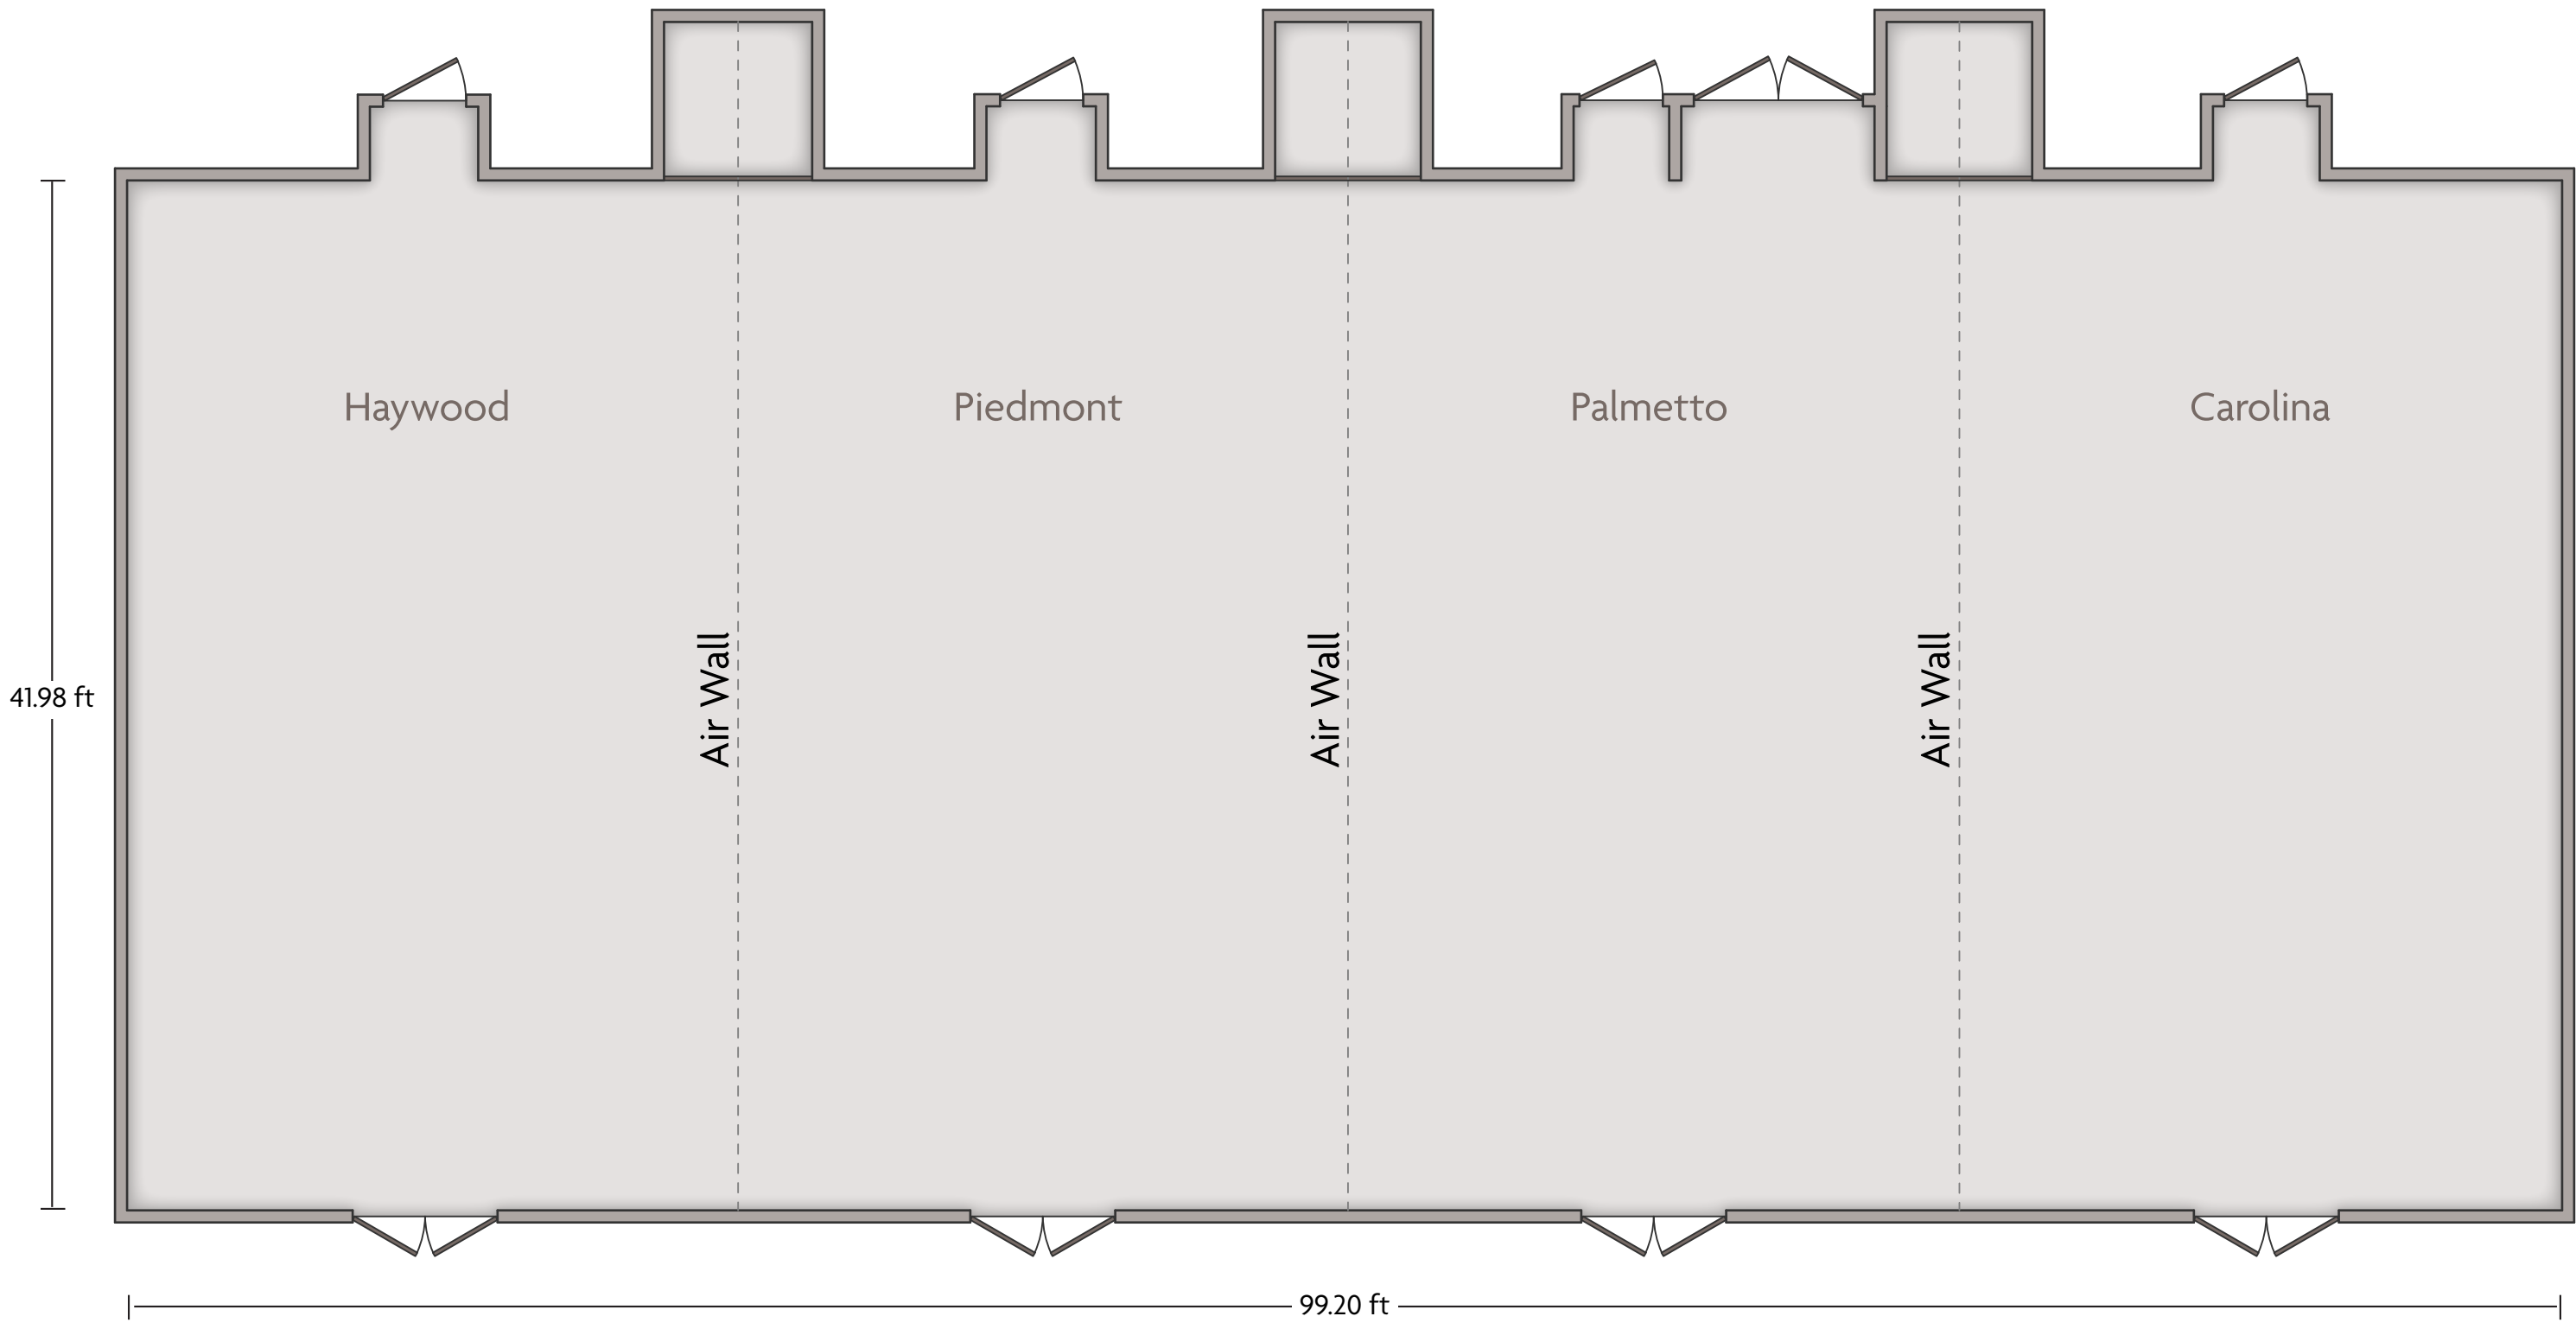 Haywood
Piedmont
Palmetto
Carolina
Air Wall
Air Wall
Air Wall
41.98 ft
99.20 ft